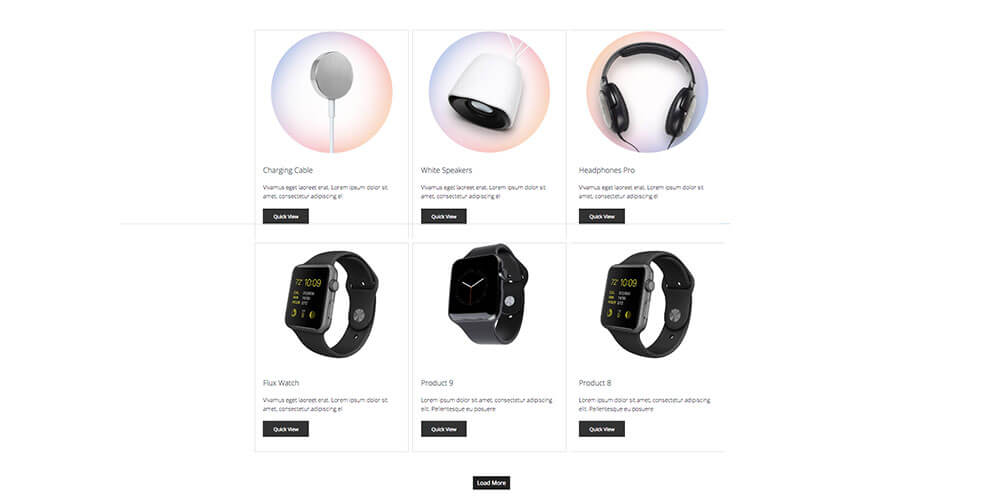 Charging Cable
Vivamus eget laoreet erat. Lorem ipsum dolor sit
amet, consectetur adipiscing el
Quick View
White Speakers
Vivamus eget laoreet erat. Lorem ipsum dolor sit
amet, consectetur adipiscing el
Quick View
Headphones Pro
Vivamus eget laoreet erat. Lorem ipsum dolor sit
amet, consectetur adipiscing el
Quick View
72° 10:09
Flux Watch
Vivamus eget laoreet erat. Lorem ipsum dolor sit
amet, consectetur adipiscing el
Quick View
Product 9
Lorem ipsum dolor sit amet, consectetur adipiscing
elit. Pellentesque eu posuere
Quick View
72° 10:09
Product 8
Lorem ipsum dolor sit amet, consectetur adipiscing
elit. Pellentesque eu posuere
Quick View
Load More